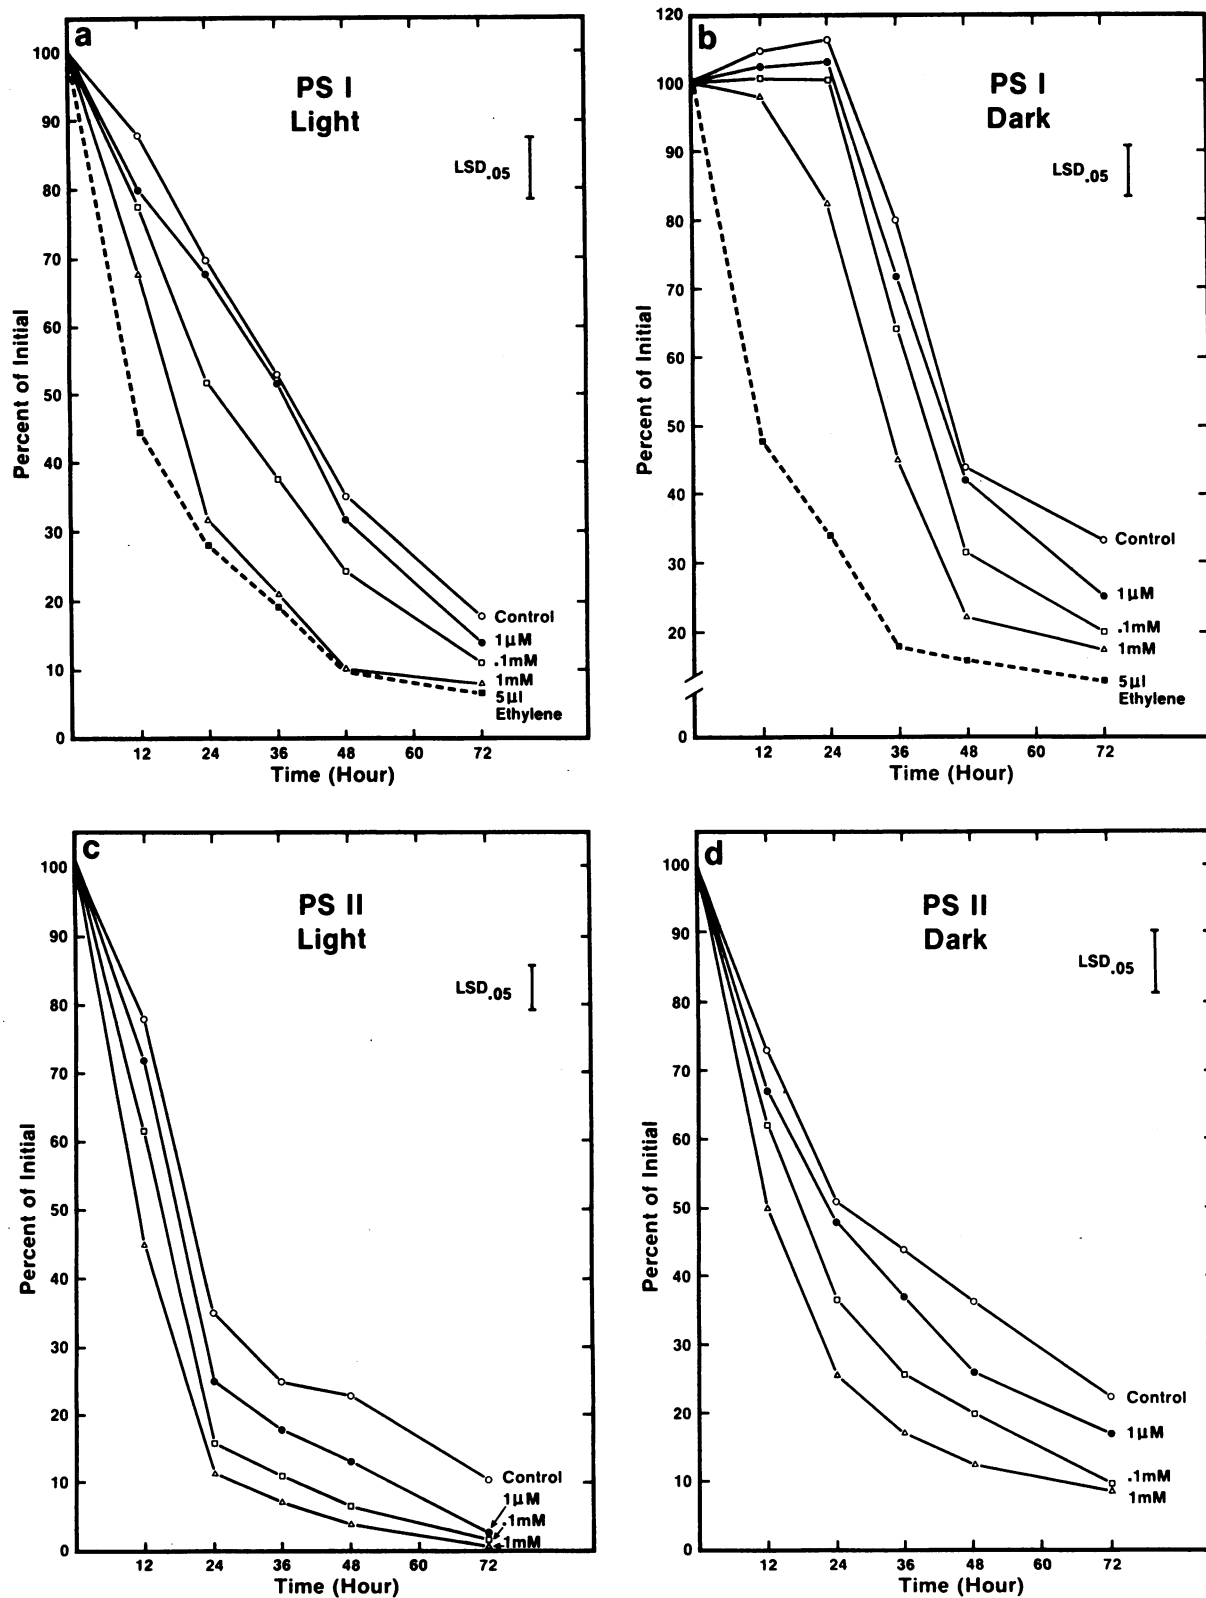 a
PS I
Light
LSD.05
Percent of Initial
100
90
80
70
60
50
40
30
20
10
0
Control
1μM
.1mM
1mM
5μl
Ethylene
12 24 36 48 60 72
Time (Hour)
b
PS I
Dark
LSD.05
Percent of Initial
120
110
100
90
80
70
60
50
40
30
20
0
Control
1μM
.1mM
1mM
5μl
Ethylene
12 24 36 48 60 72
Time (Hour)
c
PS II
Light
LSD.05
Percent of Initial
100
90
80
70
60
50
40
30
20
10
0
Control
1μM
.1mM
1mM
12 24 36 48 60 72
Time (Hour)
d
PS II
Dark
LSD.05
Percent of Initial
100
90
80
70
60
50
40
30
20
10
0
Control
1μM
.1mM
1mM
12 24 36 48 60 72
Time (Hour)